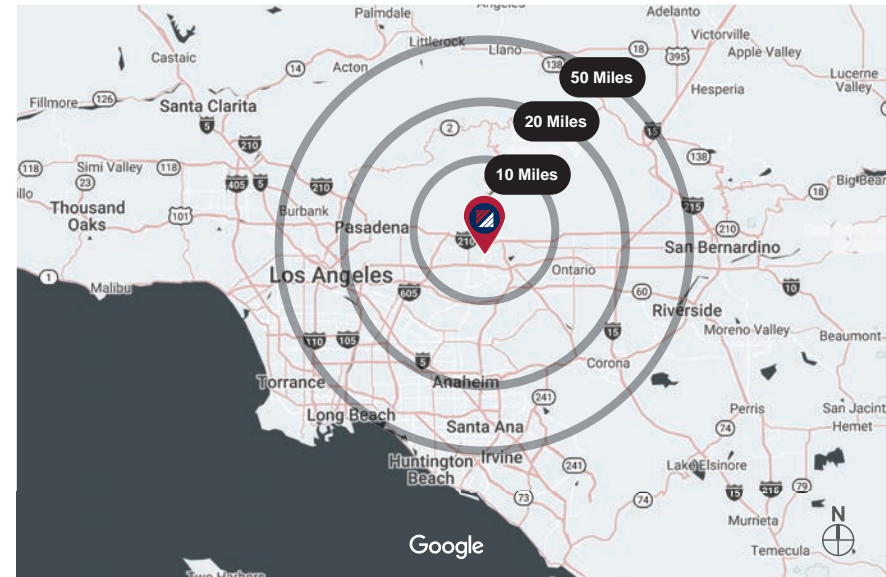 Palmdale
Adelanto
Littlerock
Llano
18
Victorville
395
Apple Valley
Castaic
14
Acton
138
50 Miles
Lucerne
Valley
Hesperia
Fillmore
126
Santa Clarita
5
20 Miles
15
2
210
138
118
Simi Valley
118
10 Miles
23
405
5
210
18
Big Bear
Thousand
Oaks
101
Burbank
Pasadena
215
210
210
San Bernardino
1
Malibu
Los Angeles
Ontario
605
60
10
Riverside
110
105
15
Moreno Valley
Beaumont
5
Corona
Torrance
Anaheim
241
Long Beach
Perris
San Jacint
Hemet
Santa Ana
74
Huntington
Beach
Irvine
241
Lake Elsinore
73
74
15
215
79
Murrieta
N
Google
Temecula